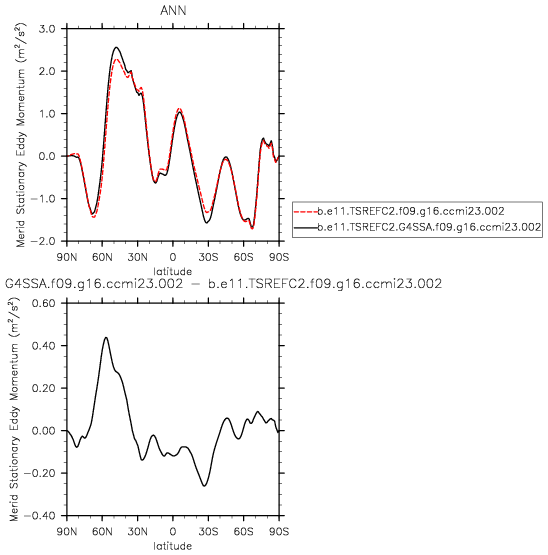 ANN
Merid Stationary Eddy Momentum (m²/s²)
3.0
2.0
1.0
0.0
−1.0
−2.0
90N 60N 30N 0 30S 60S 90S
latitude
b.e11.TSREFC2.f09.g16.ccmi23.002
b.e11.TSREFC2.G4SSA.f09.g16.ccmi23.002
G4SSA.f09.g16.ccmi23.002 − b.e11.TSREFC2.f09.g16.ccmi23.002
Merid Stationary Eddy Momentum (m²/s²)
0.60
0.40
0.20
0.00
−0.20
−0.40
90N 60N 30N 0 30S 60S 90S
latitude